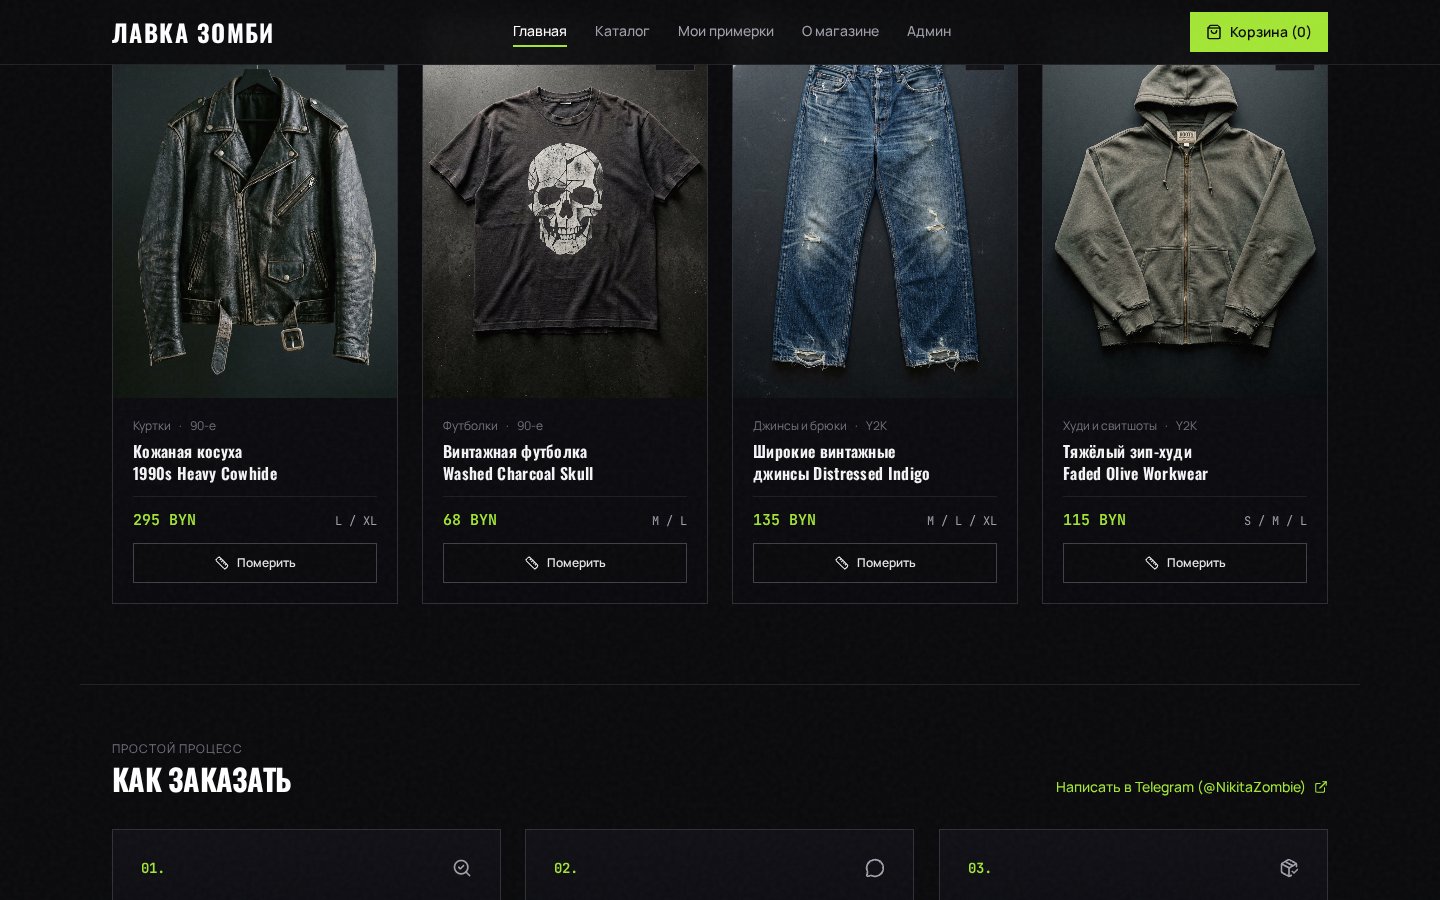 ЛАВКА ЗОМБИ
Главная
Каталог
Мои примерки
О магазине
Админ
Корзина (0)
Куртки · 90-е
Кожаная косуха
1990s Heavy Cowhide
295 BYN
L / XL
Померить
Футболки · 90-е
Винтажная футболка
Washed Charcoal Skull
68 BYN
M / L
Померить
Джинсы и брюки · Y2K
Широкие винтажные
джинсы Distressed Indigo
135 BYN
M / L / XL
Померить
Худи и свитшоты · Y2K
Тяжёлый зип-худи
Faded Olive Workwear
115 BYN
S / M / L
Померить
ПРОСТОЙ ПРОЦЕСС
КАК ЗАКАЗАТЬ
Написать в Telegram (@NikitaZombie)
01.
02.
03.